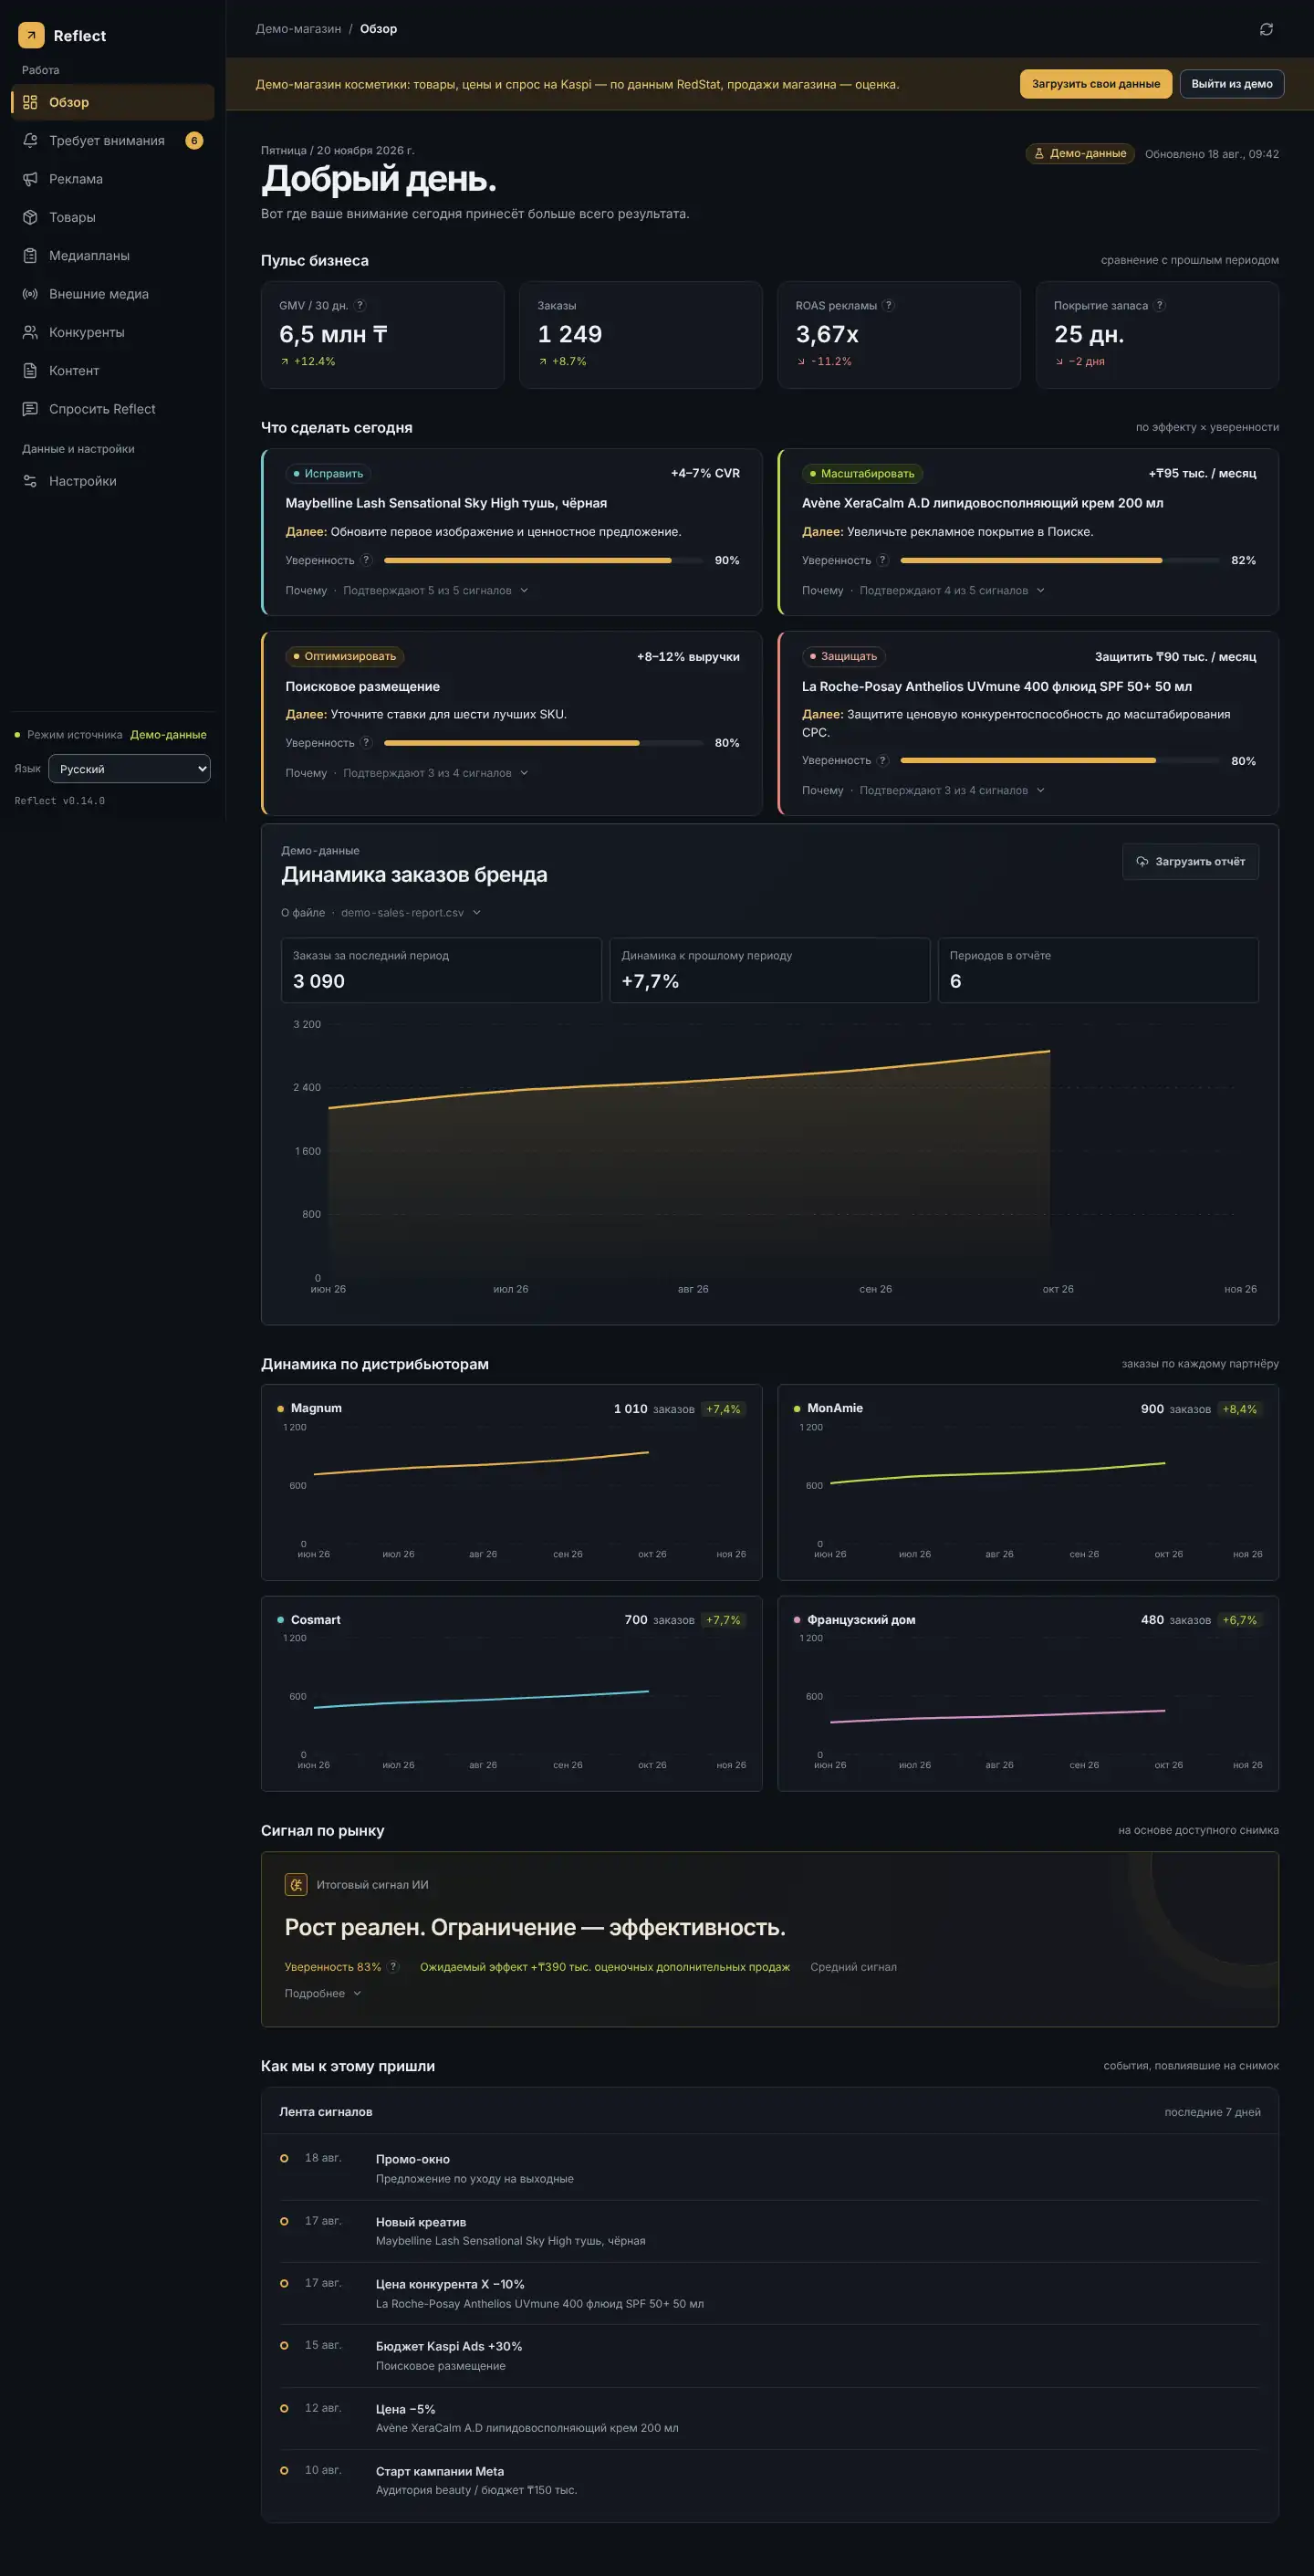 Reflect
Работа
Обзор
Требует внимания 6
Реклама
Товары
Медиапланы
Внешние медиа
Конкуренты
Контент
Спросить Reflect
Данные и настройки
Настройки
Режим источника Демо-данные
Язык Русский
Reflect v0.14.0
Демо-магазин / Обзор
Демо-магазин косметики: товары, цены и спрос на Kaspi — по данным RedStat, продажи магазина — оценка.
Загрузить свои данные
Выйти из демо
Пятница / 20 ноября 2026 г.
Добрый день.
Вот где ваше внимание сегодня принесёт больше всего результата.
Демо-данные
Обновлено 18 авг., 09:42
Пульс бизнеса
сравнение с прошлым периодом
GMV / 30 дн. ?
6,5 млн ₸
+12.4%
Заказы
1 249
+8.7%
ROAS рекламы ?
3,67x
-11.2%
Покрытие запаса ?
25 дн.
−2 дня
Что сделать сегодня
по эффекту × уверенности
Исправить
+4–7% CVR
Maybelline Lash Sensational Sky High тушь, чёрная
Далее: Обновите первое изображение и ценностное предложение.
Уверенность ? 90%
Почему · Подтверждают 5 из 5 сигналов
Масштабировать
+₸95 тыс. / месяц
Avène XeraCalm A.D липидовосполняющий крем 200 мл
Далее: Увеличьте рекламное покрытие в Поиске.
Уверенность ? 82%
Почему · Подтверждают 4 из 5 сигналов
Оптимизировать
+8–12% выручки
Поисковое размещение
Далее: Уточните ставки для шести лучших SKU.
Уверенность ? 80%
Почему · Подтверждают 3 из 4 сигналов
Защищать
Защитить ₸90 тыс. / месяц
La Roche-Posay Anthelios UVmune 400 флюид SPF 50+ 50 мл
Далее: Защитите ценовую конкурентоспособность до масштабирования
CPC.
Уверенность ? 80%
Почему · Подтверждают 3 из 4 сигналов
Демо-данные
Динамика заказов бренда
Загрузить отчёт
О файле · demo-sales-report.csv
Заказы за последний период
3 090
Динамика к прошлому периоду
+7,7%
Периодов в отчёте
6
3 200
2 400
1 600
800
0
июн 26 июл 26 авг 26 сен 26 окт 26 ноя 26
Динамика по дистрибьюторам
заказы по каждому партнёру
Magnum
1 010 заказов +7,4%
1 200
600
0
июн 26 июл 26 авг 26 сен 26 окт 26 ноя 26
MonAmie
900 заказов +8,4%
1 200
600
0
июн 26 июл 26 авг 26 сен 26 окт 26 ноя 26
Cosmart
700 заказов +7,7%
1 200
600
0
июн 26 июл 26 авг 26 сен 26 окт 26 ноя 26
Французский дом
480 заказов +6,7%
1 200
600
0
июн 26 июл 26 авг 26 сен 26 окт 26 ноя 26
Сигнал по рынку
на основе доступного снимка
Итоговый сигнал ИИ
Рост реален. Ограничение — эффективность.
Уверенность 83% ? Ожидаемый эффект +₸390 тыс. оценочных дополнительных продаж Средний сигнал
Подробнее
Как мы к этому пришли
события, повлиявшие на снимок
Лента сигналов
последние 7 дней
18 авг. Промо-окно
Предложение по уходу на выходные
17 авг. Новый креатив
Maybelline Lash Sensational Sky High тушь, чёрная
17 авг. Цена конкурента X −10%
La Roche-Posay Anthelios UVmune 400 флюид SPF 50+ 50 мл
15 авг. Бюджет Kaspi Ads +30%
Поисковое размещение
12 авг. Цена −5%
Avène XeraCalm A.D липидовосполняющий крем 200 мл
10 авг. Старт кампании Meta
Аудитория beauty / бюджет ₸150 тыс.